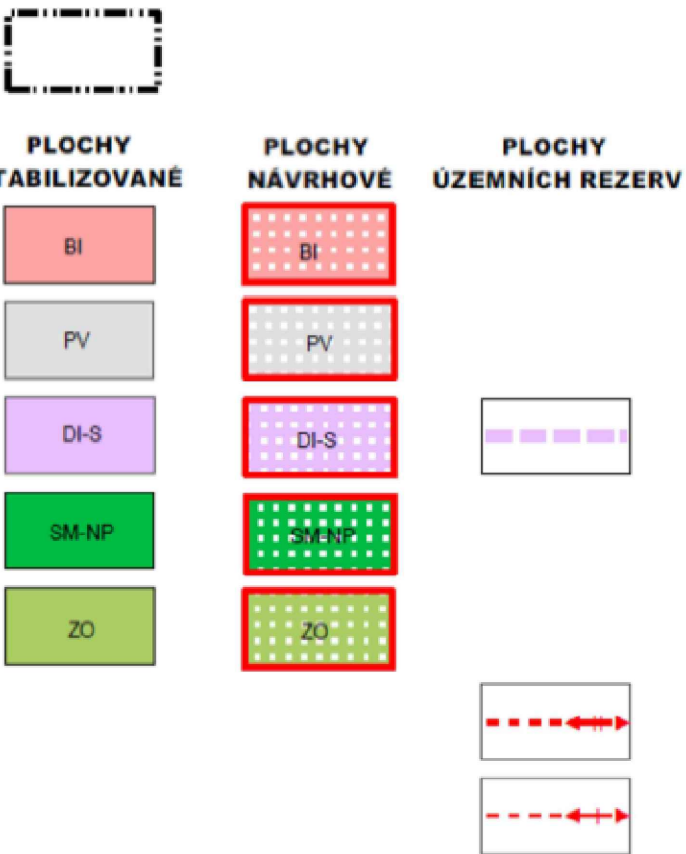 PLOCHY
TABILIZOVANÉ
PLOCHY
NÁVRHOVÉ
PLOCHY
ÚZEMNÍCH REZERV
BI
BI
PV
PV
DI-S
DI-S
SM-NP
SM-NP
ZO
ZO